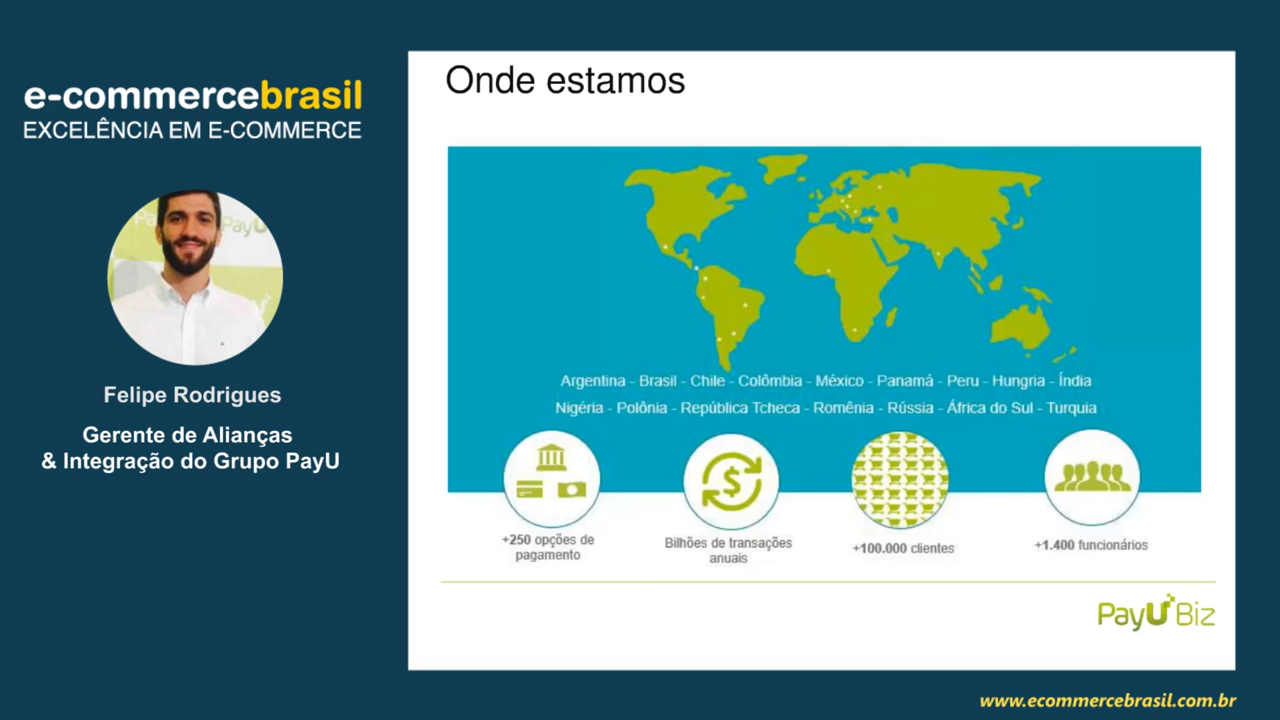 e-commercebrasil
EXCELÊNCIA EM E-COMMERCE
PayU
Felipe Rodrigues
Gerente de Alianças
& Integração do Grupo PayU
Onde estamos
Argentina - Brasil - Chile - Colômbia - México - Panamá - Peru - Hungria - Índia
Nigéria - Polônia - República Tcheca - Romênia - Rússia - África do Sul - Turquia
+250 opções de
pagamento
Bilhões de transações
anuais
+100.000 clientes
+1.400 funcionários
PayU Biz
www.ecommercebrasil.com.br